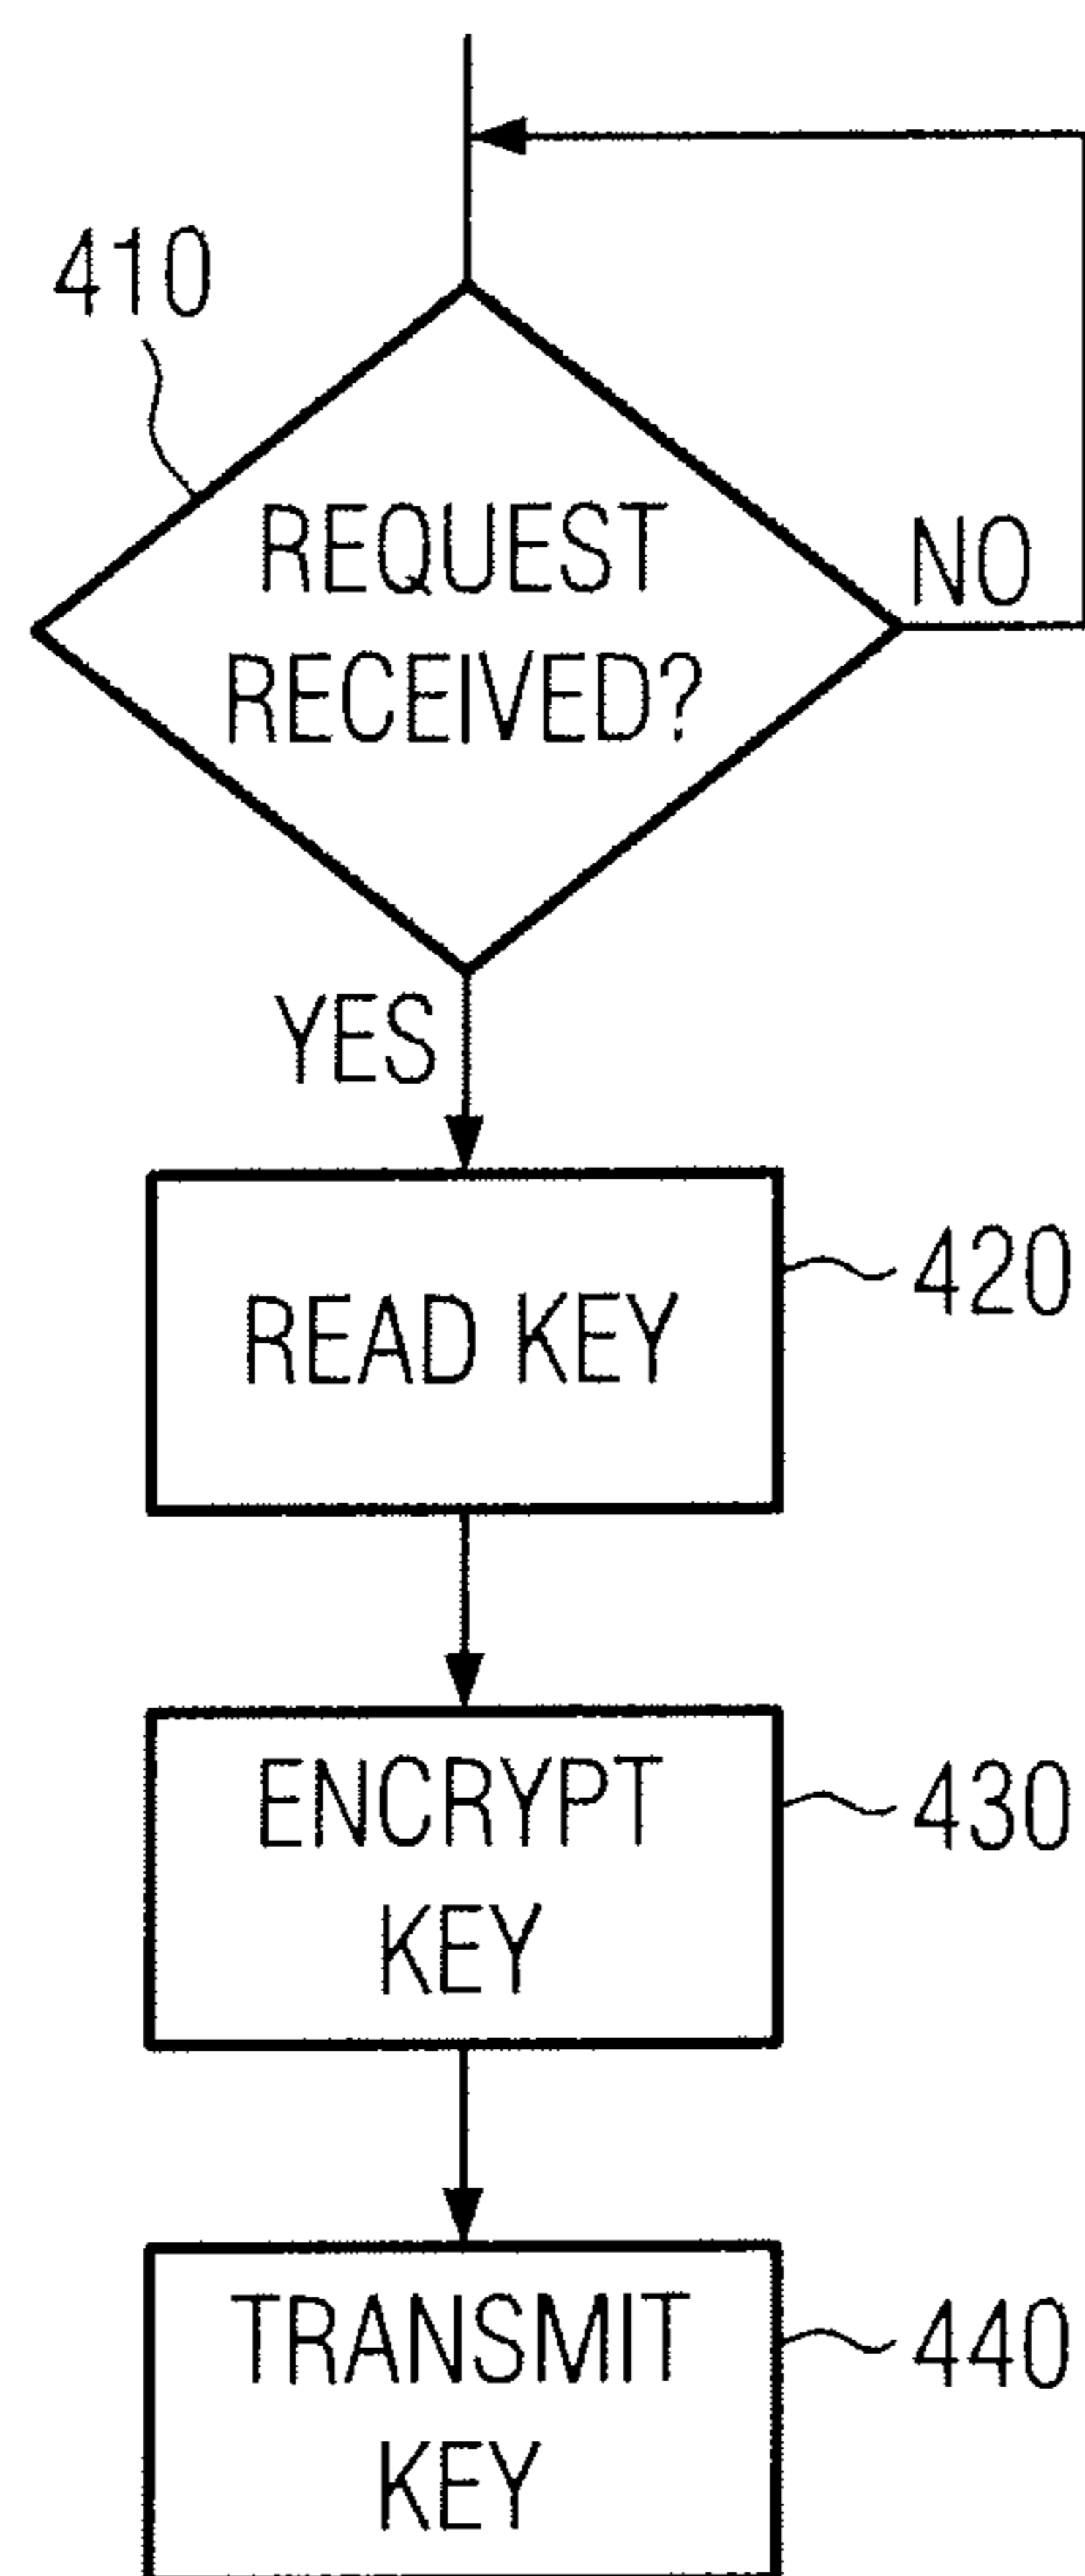 410
REQUEST
RECEIVED?
NO
YES
READ KEY
420
ENCRYPT
KEY
430
TRANSMIT
KEY
440